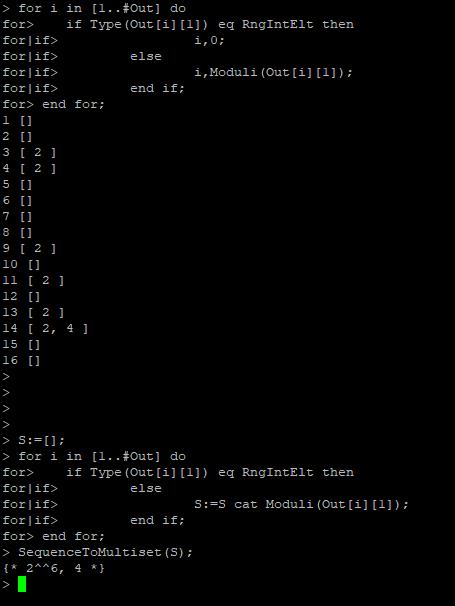 > for i in [1..#Out] do
for>    if Type(Out[i][1]) eq RngIntElt then
for|if>                 i,0;
for|if>         else
for|if>                 i,Moduli(Out[i][1]);
for|if>         end if;
for> end for;
1 []
2 []
3 [ 2 ]
4 [ 2 ]
5 []
6 []
7 []
8 []
9 [ 2 ]
10 []
11 [ 2 ]
12 []
13 [ 2 ]
14 [ 2, 4 ]
15 []
16 []
>
>
>
>
> S:=[];
> for i in [1..#Out] do
for>    if Type(Out[i][1]) eq RngIntElt then
for|if>         else
for|if>                 S:=S cat Moduli(Out[i][1]);
for|if>         end if;
for> end for;
> SequenceToMultiset(S);
{* 2^^6, 4 *}
>